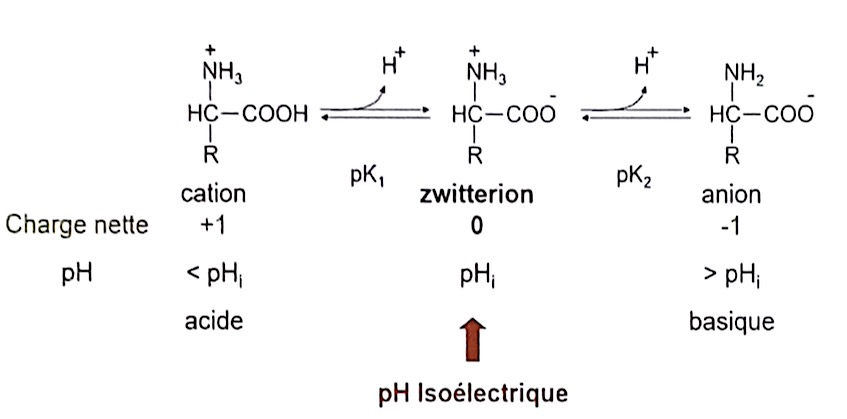 + H⁺ + H⁺
NH₃ NH₃ NH₂
HC–COOH HC–COO⁻ HC–COO⁻
R R R
pK₁ pK₂
cation zwitterion anion
Charge nette +1 0 -1
pH < pHᵢ pHᵢ > pHᵢ
acide basique
pH Isoélectrique